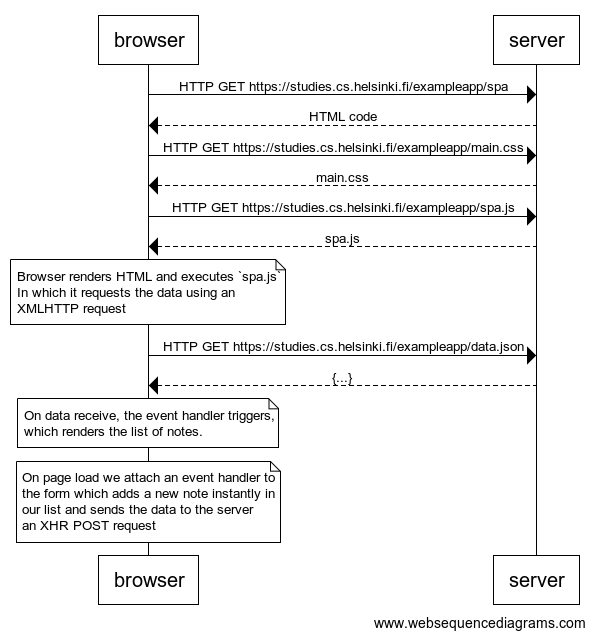 browser
server
HTTP GET https://studies.cs.helsinki.fi/exampleapp/spa
HTML code
HTTP GET https://studies.cs.helsinki.fi/exampleapp/main.css
main.css
HTTP GET https://studies.cs.helsinki.fi/exampleapp/spa.js
spa.js
Browser renders HTML and executes `spa.js`
In which it requests the data using an
XMLHTTP request
HTTP GET https://studies.cs.helsinki.fi/exampleapp/data.json
{...}
On data receive, the event handler triggers,
which renders the list of notes.
On page load we attach an event handler to
the form which adds a new note instantly in
our list and sends the data to the server
an XHR POST request
browser
server
www.websequencediagrams.com